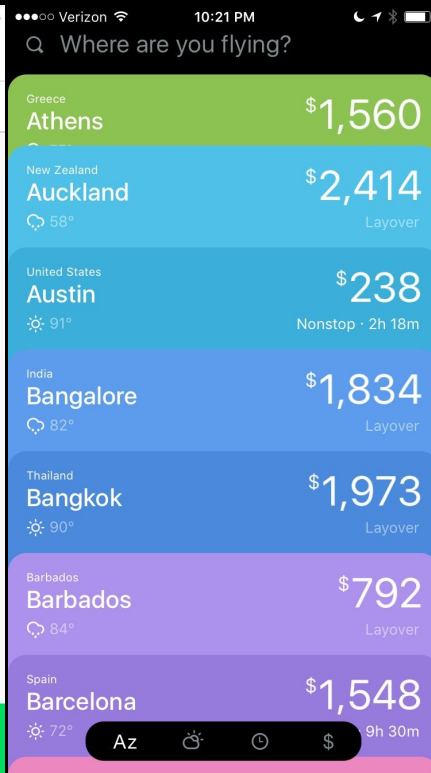 Verizon 10:21 PM
Where are you flying?
Greece
Athens
$1,560
New Zealand
Auckland
$2,414
58°
Layover
United States
Austin
$238
91°
Nonstop · 2h 18m
India
Bangalore
$1,834
82°
Layover
Thailand
Bangkok
$1,973
90°
Layover
Barbados
Barbados
$792
84°
Layover
Spain
Barcelona
$1,548
72°
· 9h 30m
Az $